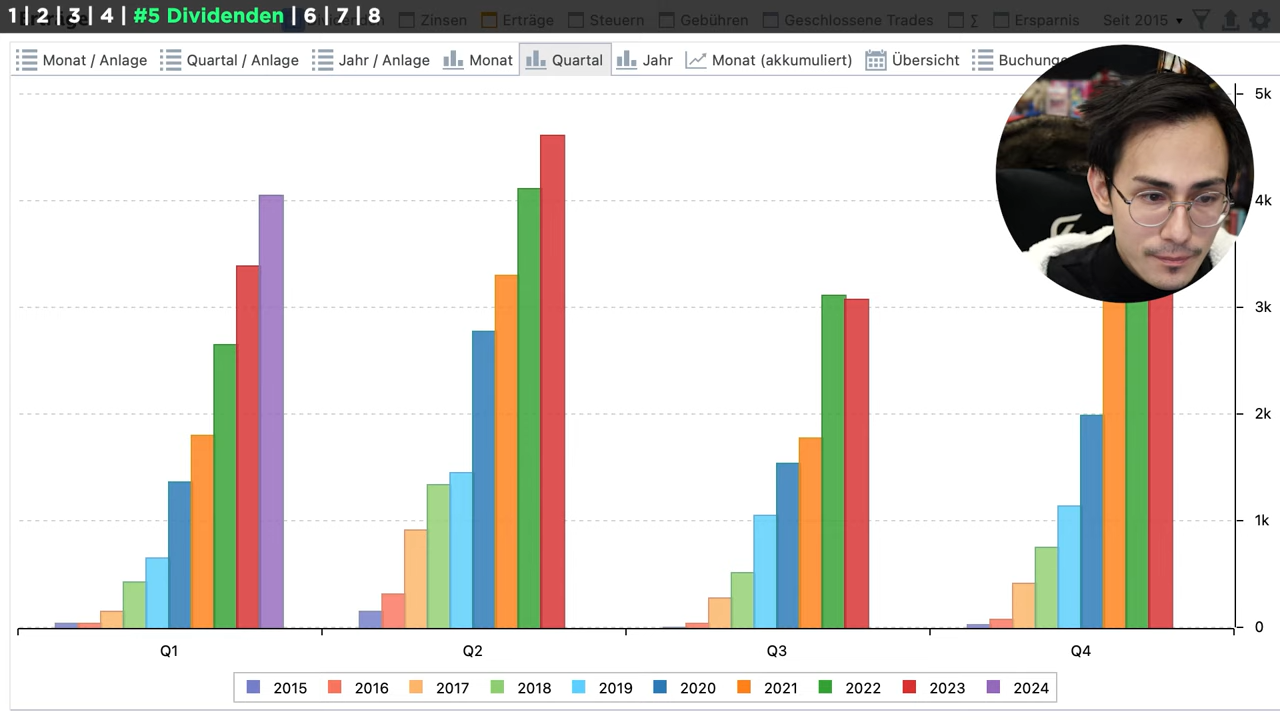 1 | 2 | 3 | 4 | #5 Dividenden | 6 | 7 | 8
Zinsen Erträge Steuern Gebühren Geschlossene Trades Σ Ersparnis Seit 2015
Monat / Anlage Quartal / Anlage Jahr / Anlage Monat Quartal Jahr Monat (akkumuliert) Übersicht
5k
4k
3k
2k
1k
0
Q1 Q2 Q3 Q4
2015 2016 2017 2018 2019 2020 2021 2022 2023 2024